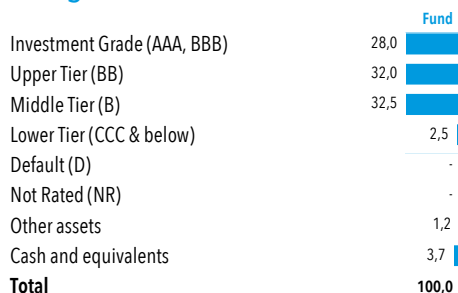 Fund
Investment Grade (AAA, BBB) 28,0
Upper Tier (BB) 32,0
Middle Tier (B) 32,5
Lower Tier (CCC & below) 2,5
Default (D) -
Not Rated (NR) -
Other assets 1,2
Cash and equivalents 3,7
Total 100,0